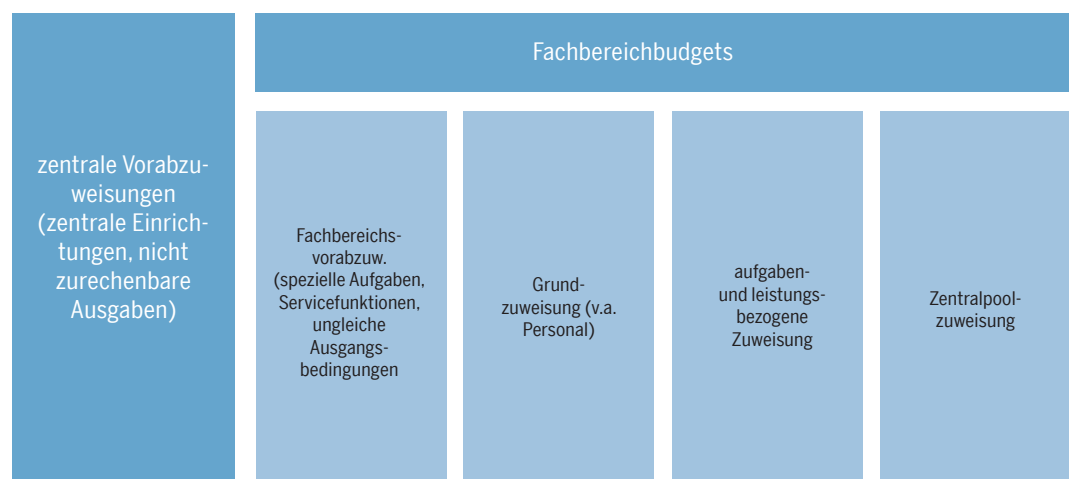 Fachbereichbudgets
zentrale Vorabzu-
weisungen
(zentrale Einrich-
tungen, nicht
zurechenbare
Ausgaben)
Fachbereichs-
vorabzuw.
(spezielle Aufgaben,
Servicefunktionen,
ungleiche
Ausgangs-
bedingungen
Grund-
zuweisung (v.a.
Personal)
aufgaben-
und leistungs-
bezogene
Zuweisung
Zentralpool-
zuweisung